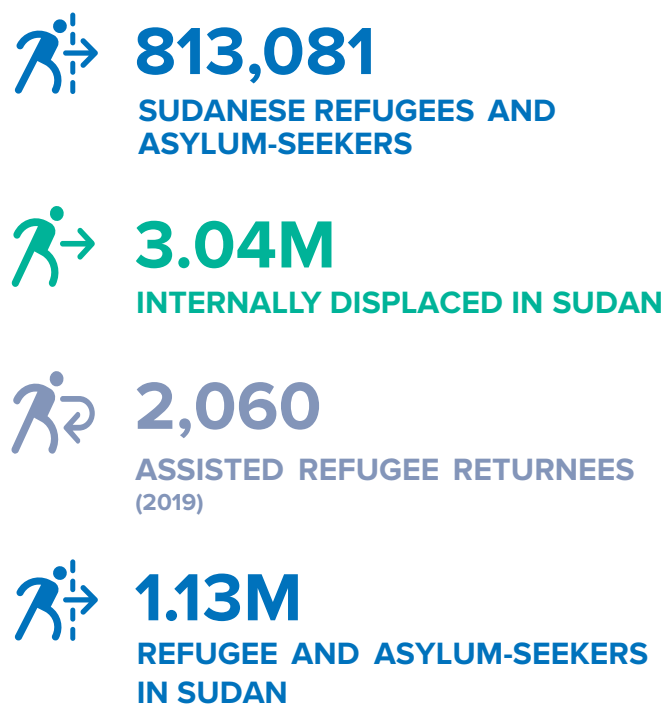 813,081
SUDANESE REFUGEES AND
ASYLUM-SEEKERS
3.04M
INTERNALLY DISPLACED IN SUDAN
2,060
ASSISTED REFUGEE RETURNEES
(2019)
1.13M
REFUGEE AND ASYLUM-SEEKERS
IN SUDAN